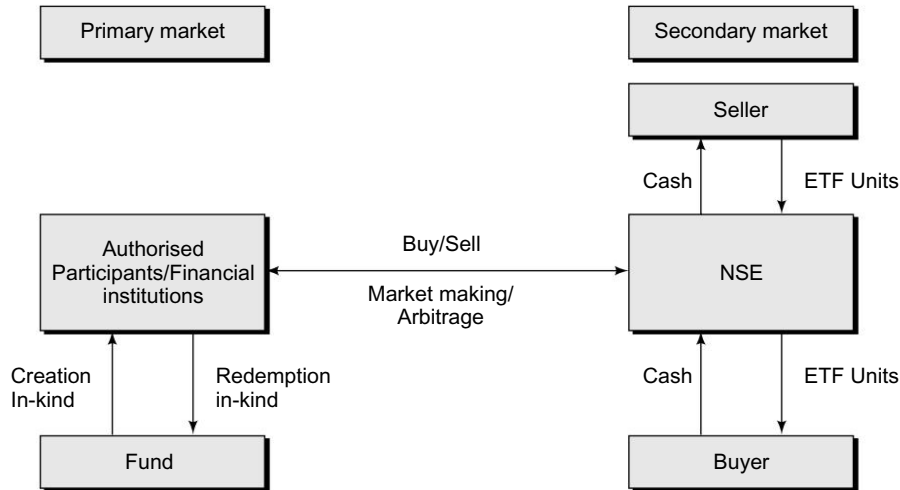 Primary market
Secondary market
Seller
Cash
ETF Units
Authorised
Participants/Financial
institutions
Buy/Sell
Market making/
Arbitrage
NSE
Creation
In-kind
Redemption
in-kind
Cash
ETF Units
Fund
Buyer